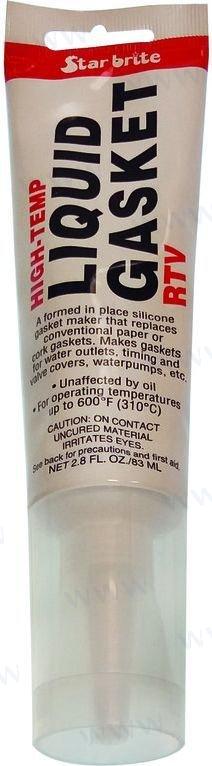 Star brite
HIGH-TEMP
LIQUID
GASKET
RTV
A formed in place silicone
gasket maker that replaces
conventional paper or
cork gaskets. Makes gaskets
for water outlets, timing and
valve covers, waterpumps, etc.
• Unaffected by oil
• For operating temperatures
up to 600°F (310°C)
CAUTION: ON CONTACT
UNCURED MATERIAL
IRRITATES EYES.
See back for precautions and first aid.
NET 2.8 FL. OZ./83 ML